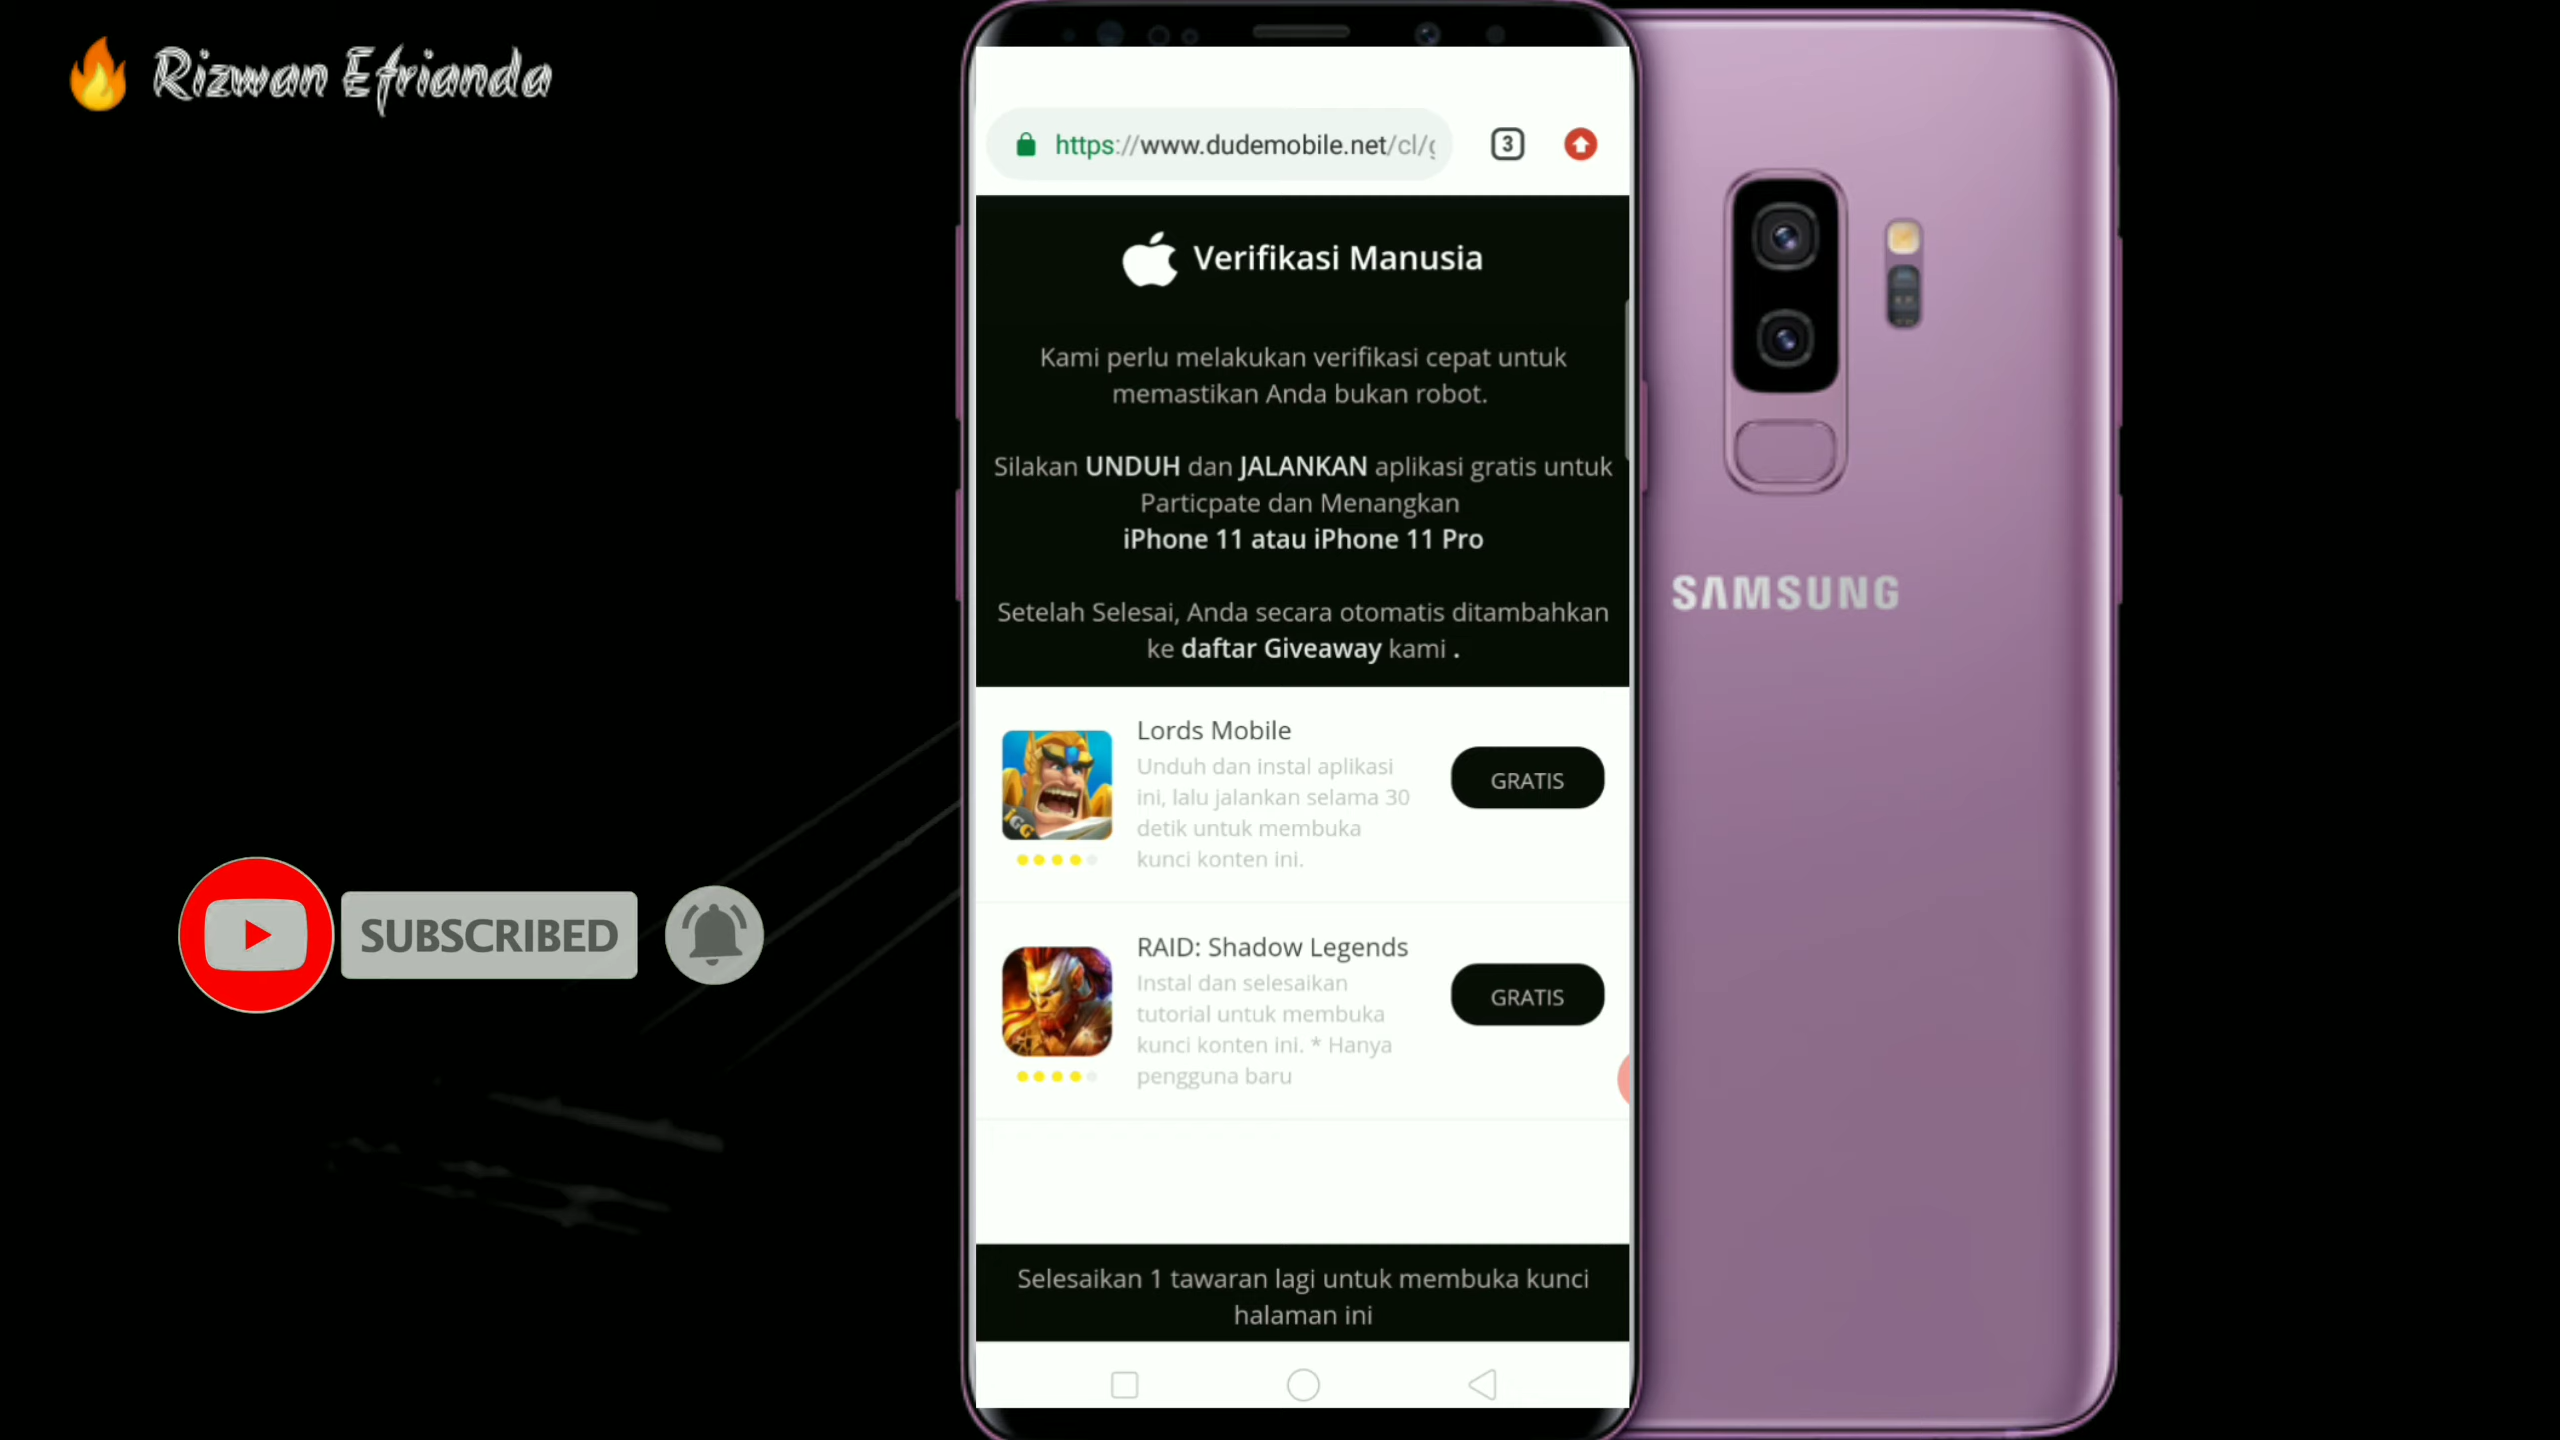 Rizwan Efrianda
https://www.dudemobile.net/cl/
3
Verifikasi Manusia
Kami perlu melakukan verifikasi cepat untuk
memastikan Anda bukan robot.
Silakan UNDUH dan JALANKAN aplikasi gratis untuk
Particpate dan Menangkan
iPhone 11 atau iPhone 11 Pro
Setelah Selesai, Anda secara otomatis ditambahkan
ke daftar Giveaway kami .
Lords Mobile
Unduh dan instal aplikasi
ini, lalu jalankan selama 30
detik untuk membuka
kunci konten ini.
GRATIS
IGG
RAID: Shadow Legends
Instal dan selesaikan
tutorial untuk membuka
kunci konten ini. * Hanya
pengguna baru
GRATIS
Selesaikan 1 tawaran lagi untuk membuka kunci
halaman ini
SAMSUNG
SUBSCRIBED